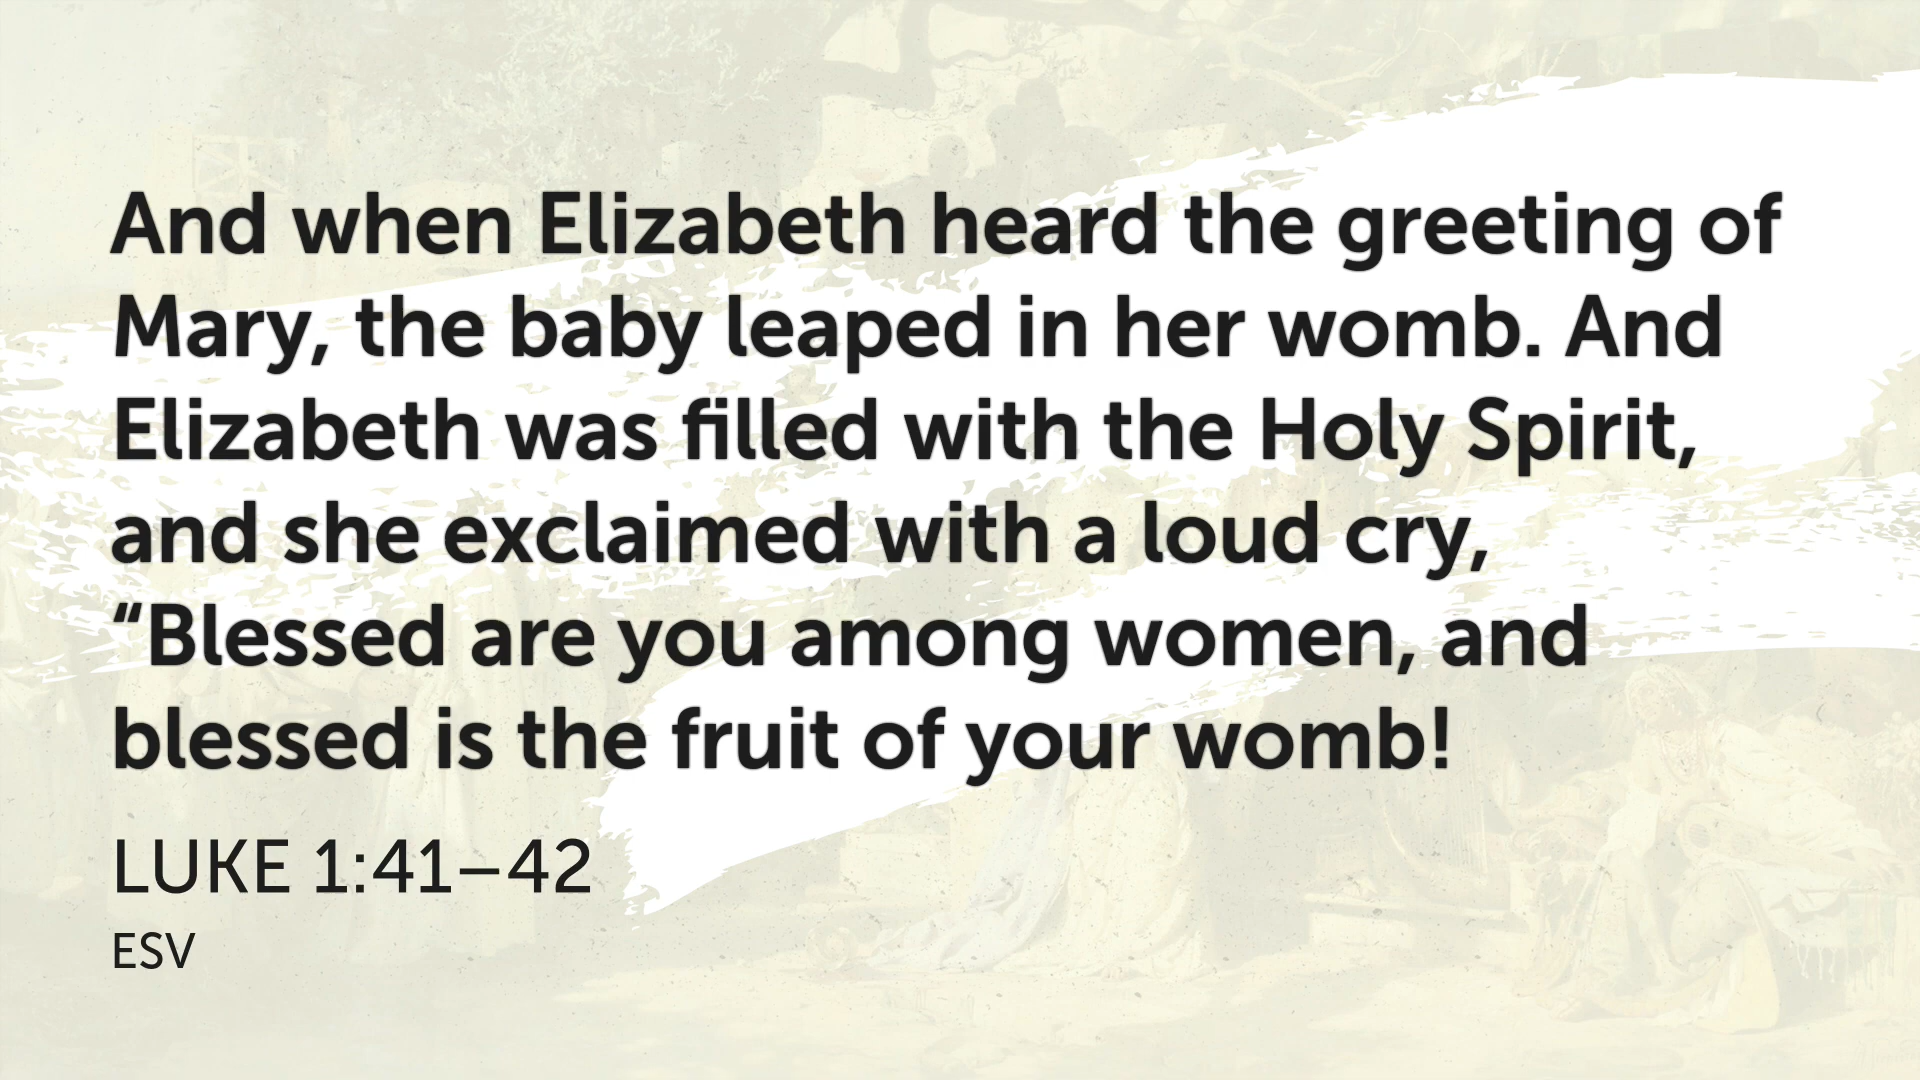 And when Elizabeth heard the greeting of
Mary, the baby leaped in her womb. And
Elizabeth was filled with the Holy Spirit,
and she exclaimed with a loud cry,
“Blessed are you among women, and
blessed is the fruit of your womb!
LUKE 1:41–42
ESV